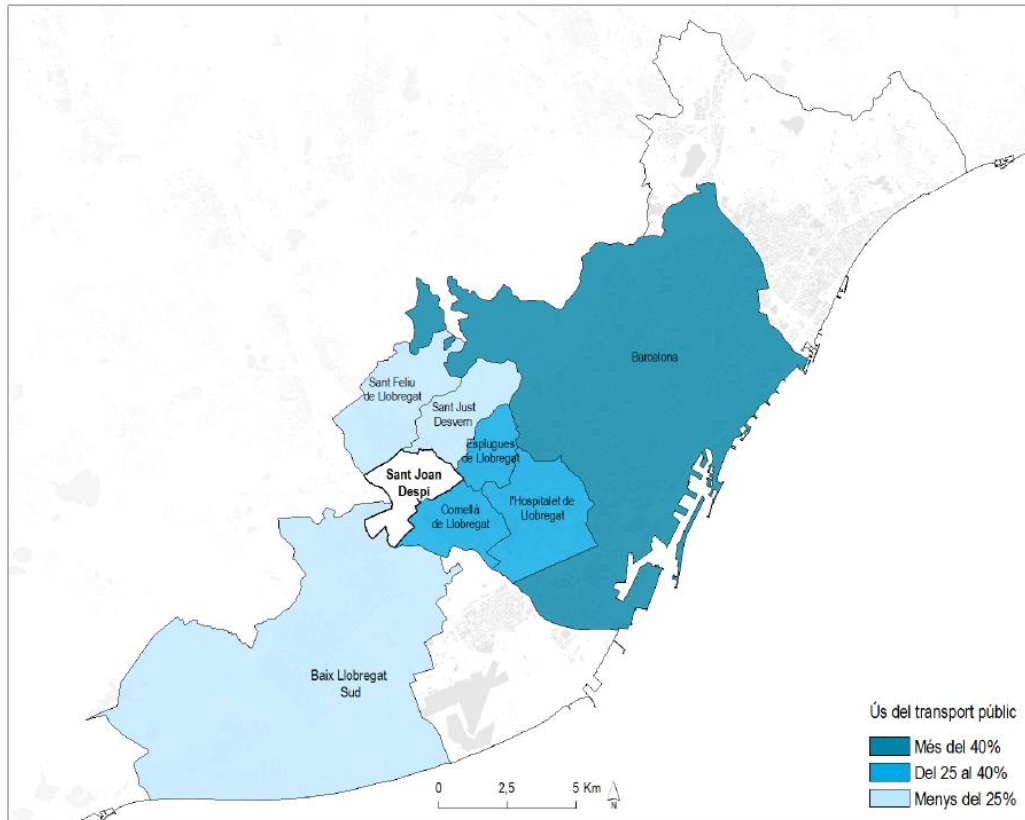 Barcelona
Sant Feliu
de Llobregat
Sant Just
Desvern
Esplugues
de Llobregat
Sant Joan
Despí
l'Hospitalet de
Llobregat
Cornellà
de Llobregat
Baix Llobregat
Sud
Ús del transport públic
Més del 40%
Del 25 al 40%
Menys del 25%
0 2,5 5 Km N